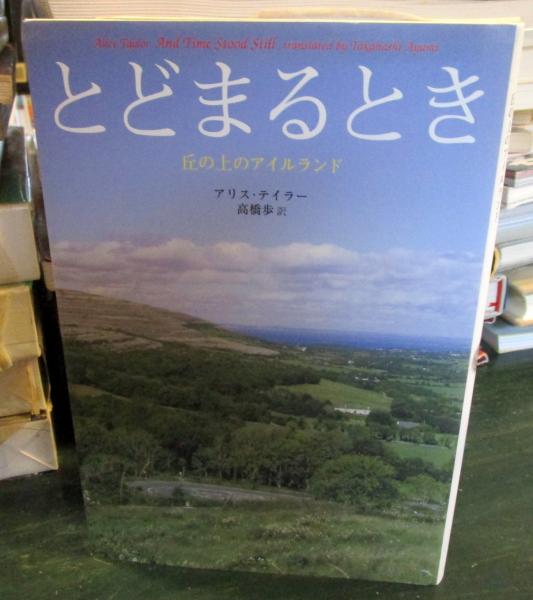 Alice Taylor And Time Stood Still translated by Takahashi Ayumi
とどまるとき
丘の上のアイルランド
アリス・テイラー
高橋歩 訳